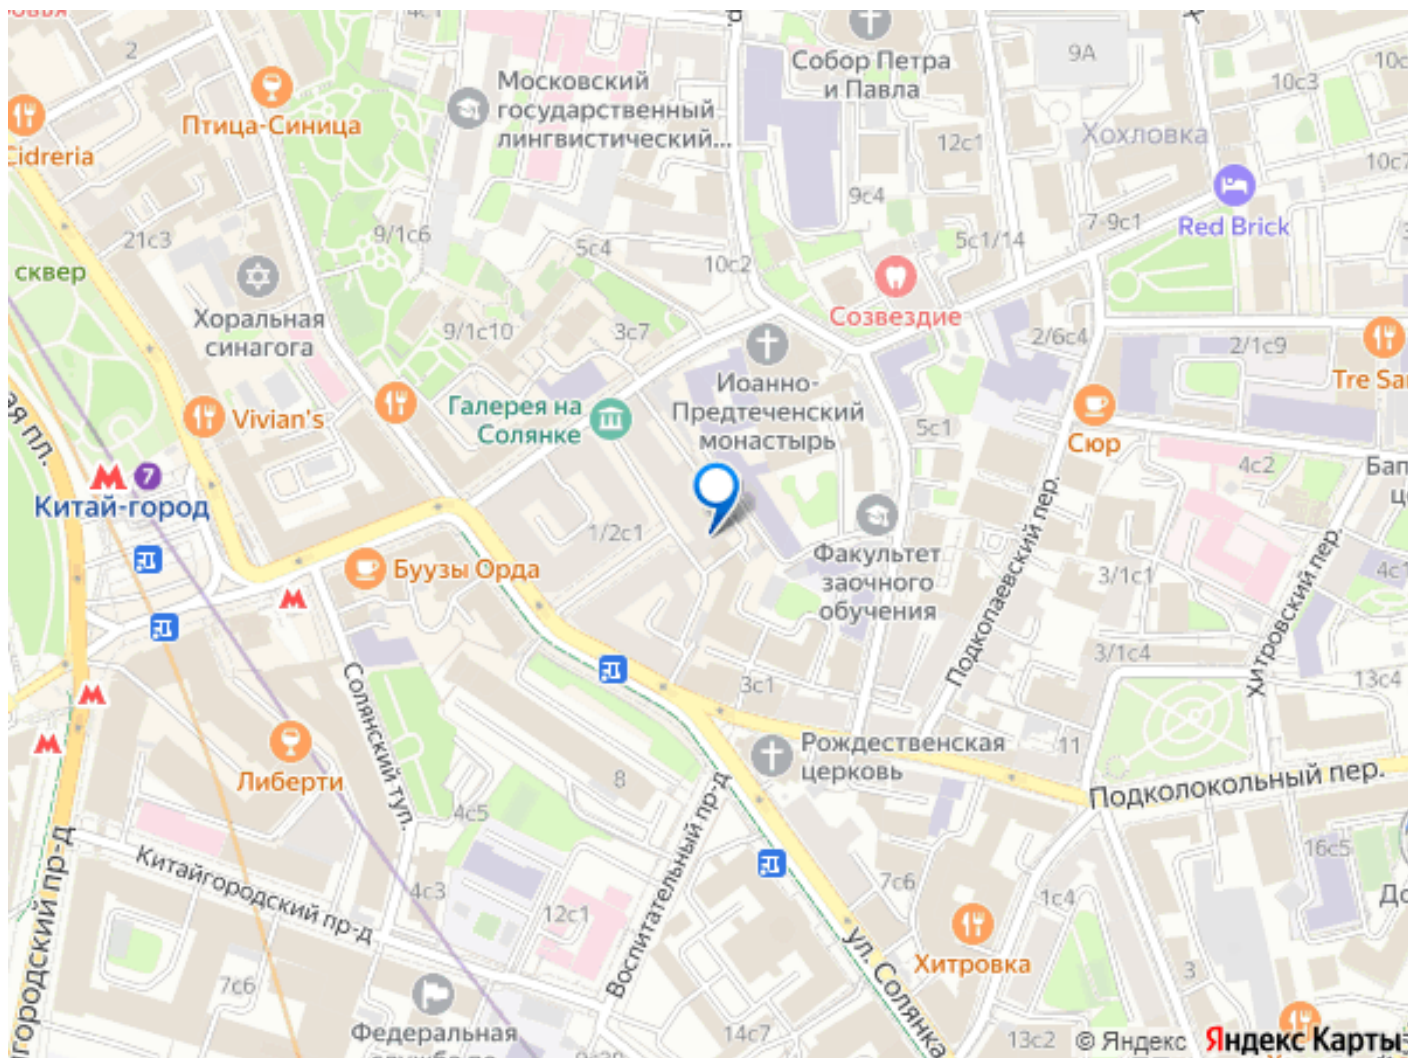 4с1
2
Птица-Синица
Cidreria
Московский
государственный
лингвистический...
Собор Петра
и Павла
9А
10с3
12с1
Хохловка
10с7
9с4
Red Brick
7-9с1
5с1/14
21с3
9/1с6
5с4
10с2
сквер
Хоральная
синагога
9/1с10
3с7
Созвездие
2/6с4
2/1с9
Vivian's
Галерея на
Солянке
Иоанно-
Предтеченский
монастырь
5с1
Сюр
4с2
7
Китай-город
1/2с1
Буузы Орда
Факультет
заочного
обучения
3/1с1
Подкопаевский пер.
Хитровский пер.
3/1с4
13с4
3с1
Солянский туп.
Либерти
Рождественская
церковь
11
Подколокольный пер.
8
4с5
Китайгородский пр-д
4с3
12с1
Воспитательный пр-д
7с6
1с4
16с5
ул. Солянка
Хитровка
3
7с6
Федеральная
14с7
13с2
© Яндекс
Яндекс Карты